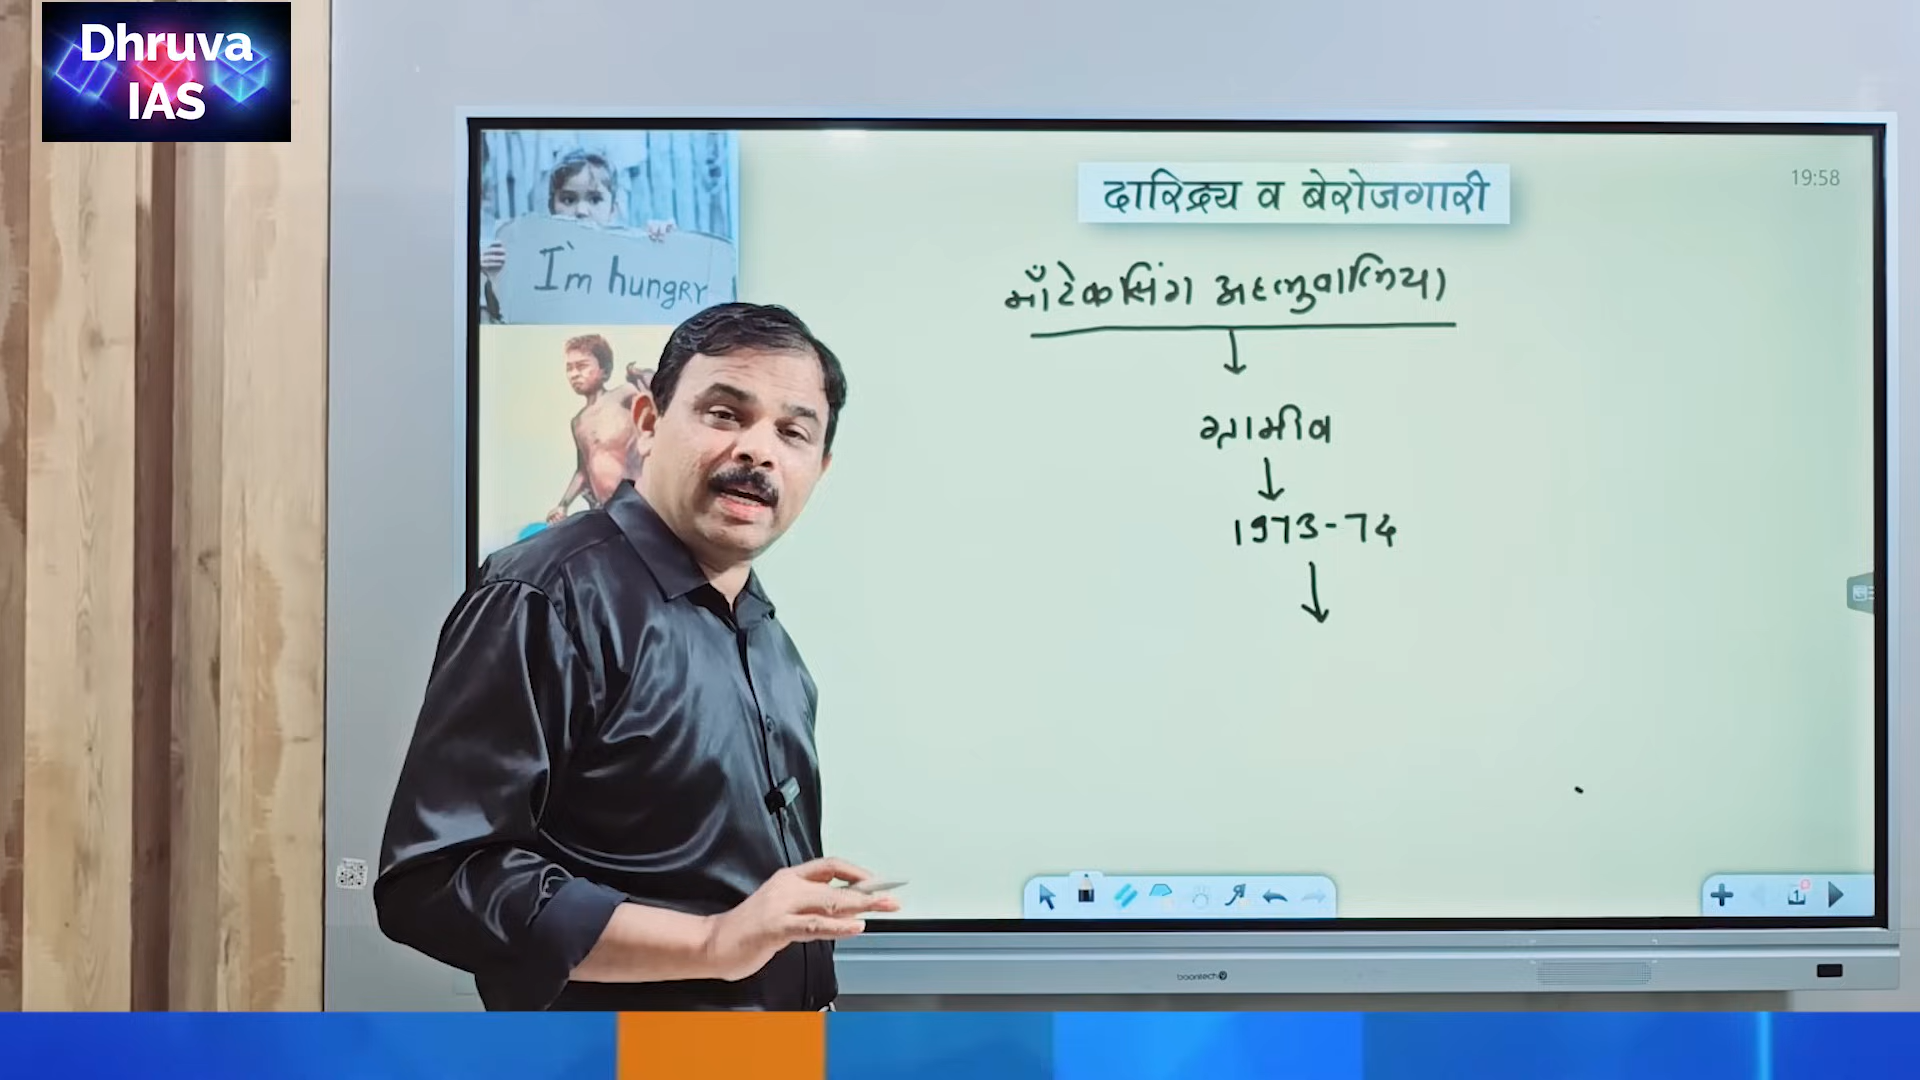 Dhruva
IAS
19:58
दारिद्र्य व बेरोजगारी
I'm hungry
माँटेकसिंग अहलुवालिया
ग्रामीण
1973-74